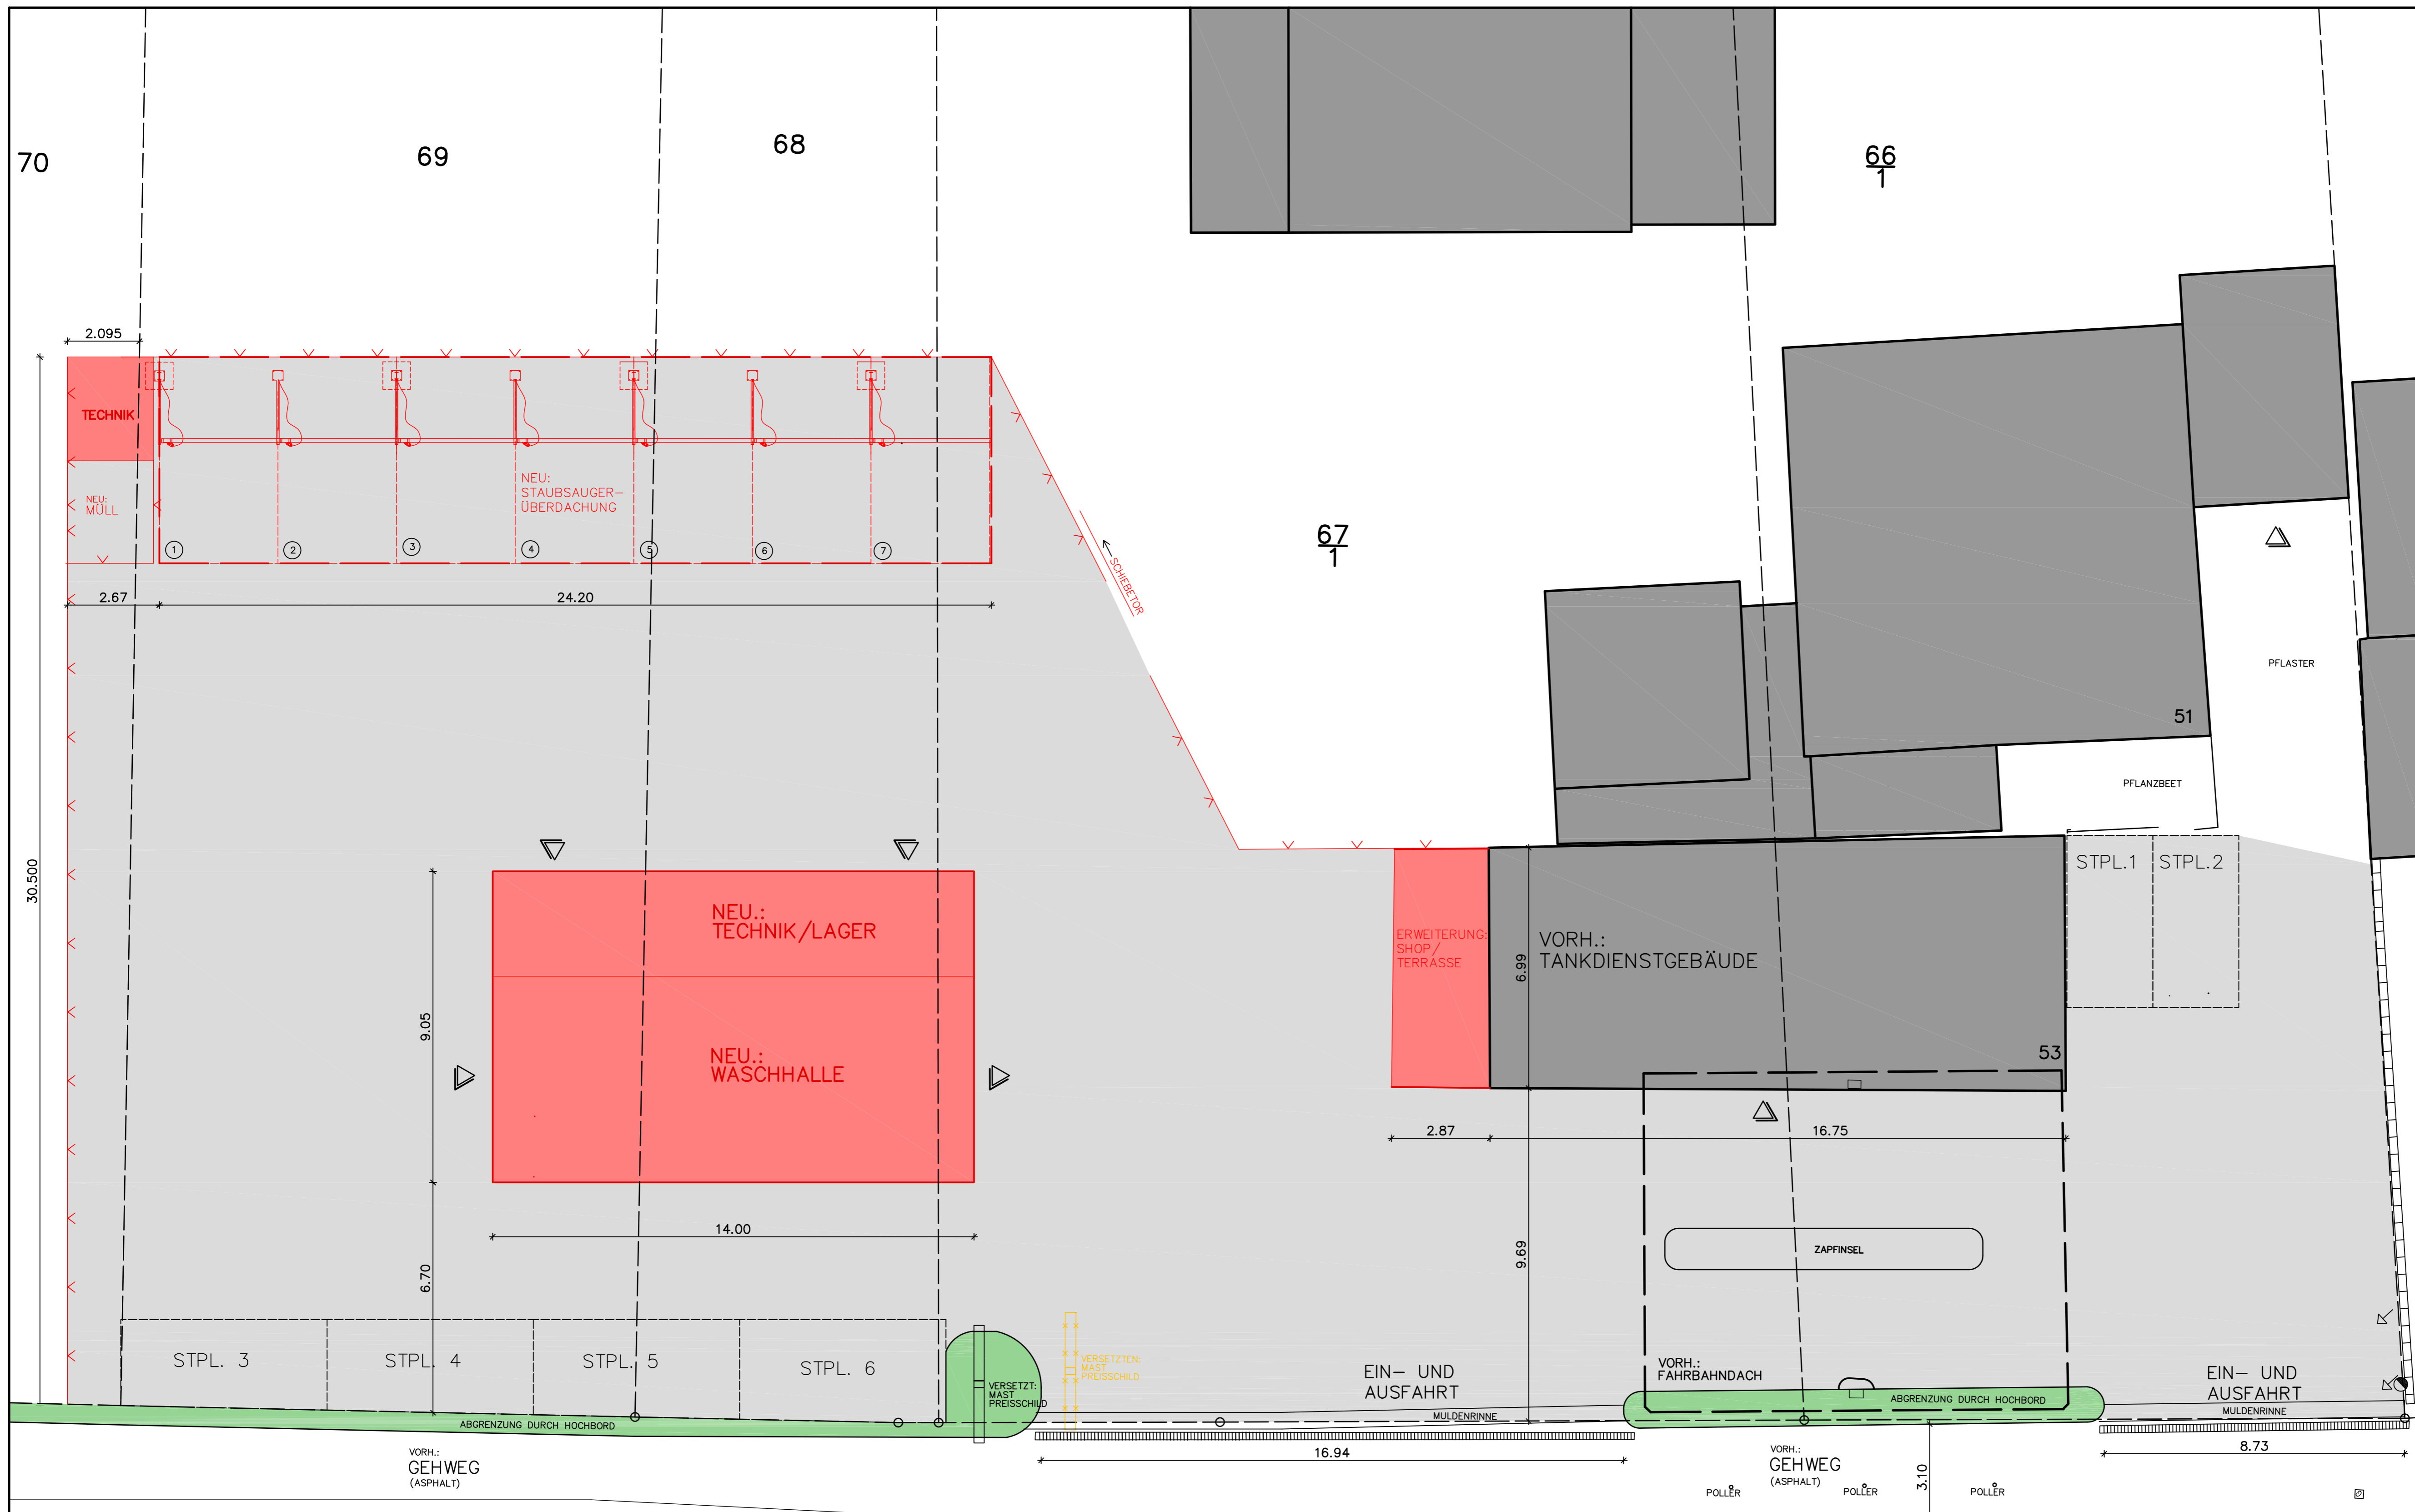 70
69
68
66
1
2.095
TECHNIK
NEU:
MÜLL
NEU:
STAUBSAUGER-
ÜBERDACHUNG
1
2
3
4
5
6
7
2.67
24.20
SCHIEBETOR
67
1
PFLASTER
51
PFLANZBEET
30.500
STPL.1
STPL.2
NEU.:
TECHNIK/LAGER
ERWEITERUNG:
SHOP/
TERRASSE
VORH.:
TANKDIENSTGEBÄUDE
6.99
9.05
NEU.:
WASCHHALLE
53
2.87
16.75
14.00
6.70
9.69
ZAPFINSEL
STPL. 3
STPL. 4
STPL. 5
STPL. 6
VERSETZT:
MAST
PREISSCHILD
VERSETZTEN:
MAST
PREISSCHILD
EIN- UND
AUSFAHRT
VORH.:
FAHRBAHNDACH
EIN- UND
AUSFAHRT
ABGRENZUNG DURCH HOCHBORD
MULDENRINNE
ABGRENZUNG DURCH HOCHBORD
MULDENRINNE
VORH.:
GEHWEG
(ASPHALT)
16.94
VORH.:
GEHWEG
(ASPHALT)
8.73
3.10
POLLER
POLLER
POLLER